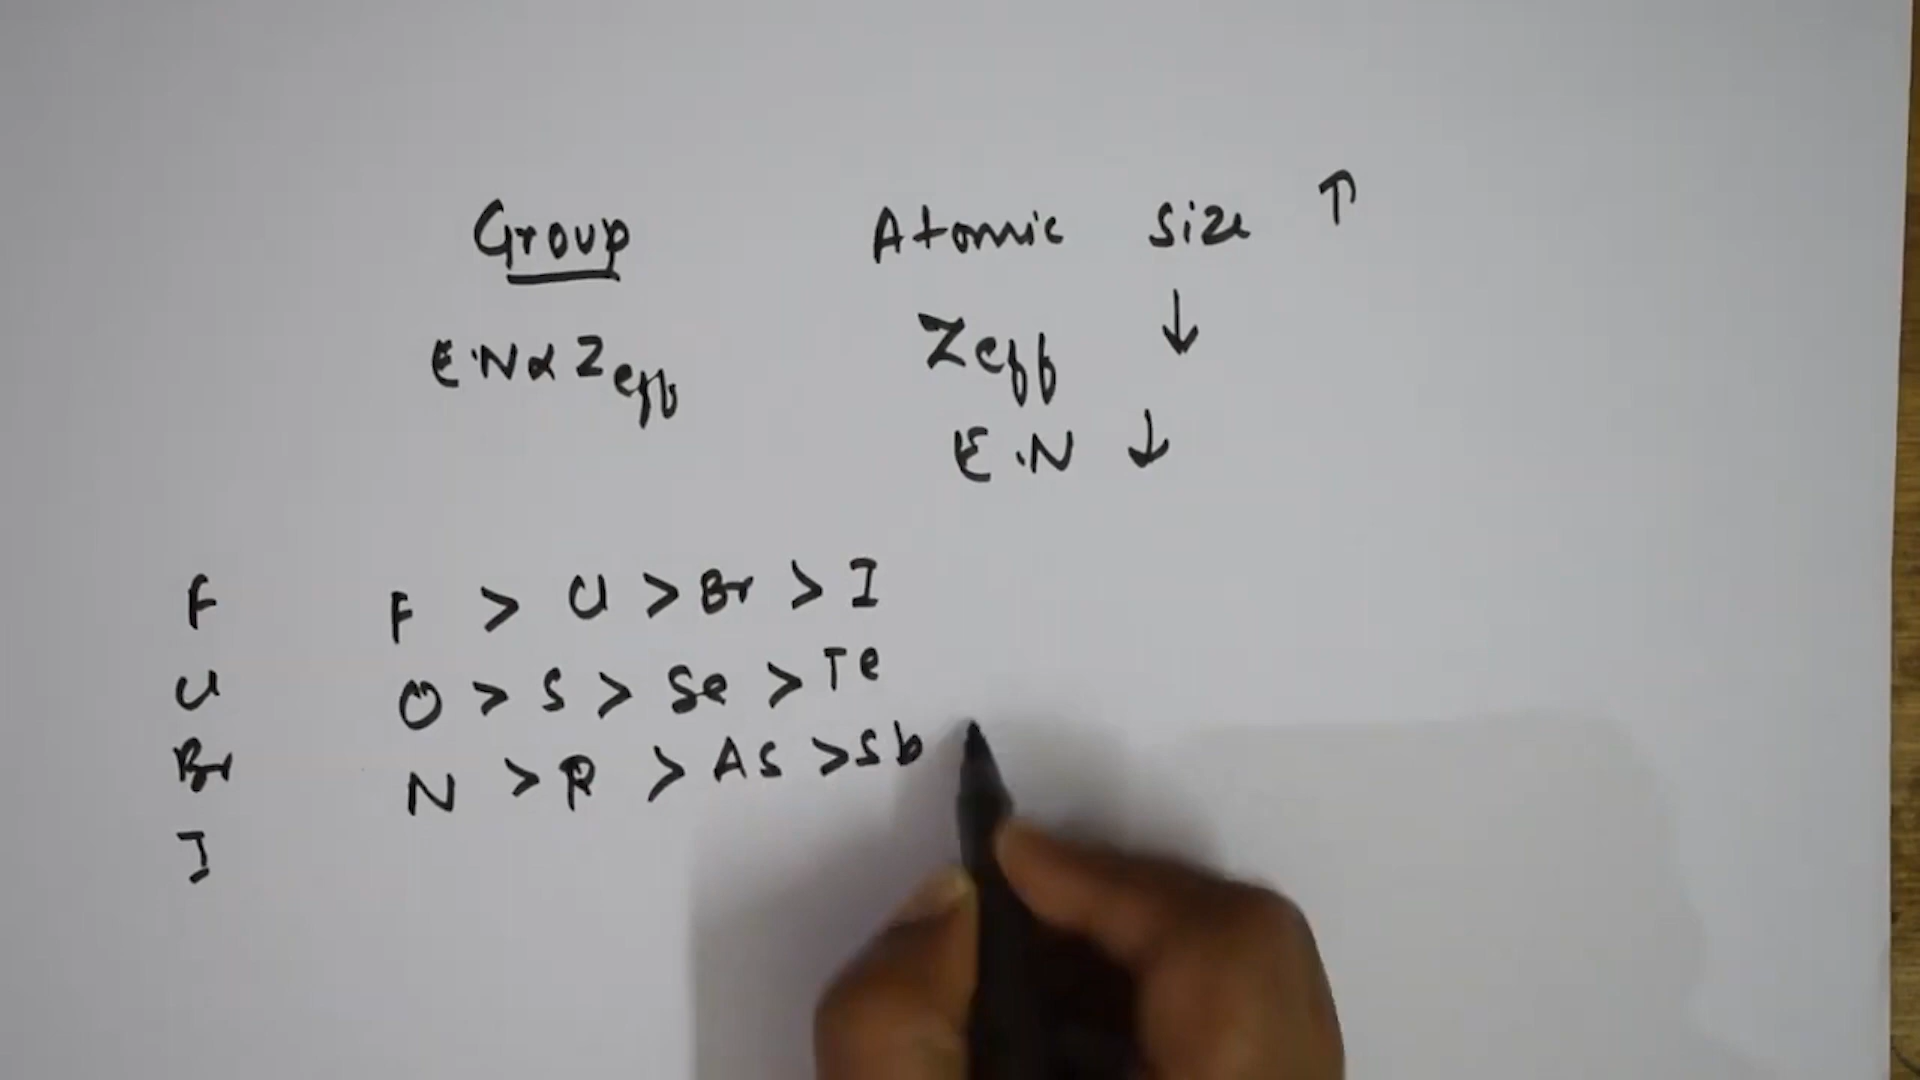 Group
E.N α Zeff
Atomic size ↑
Zeff ↓
E.N ↓
F
Cl
Br
I
F > Cl > Br > I
O > S > Se > Te
N > P > As > Sb